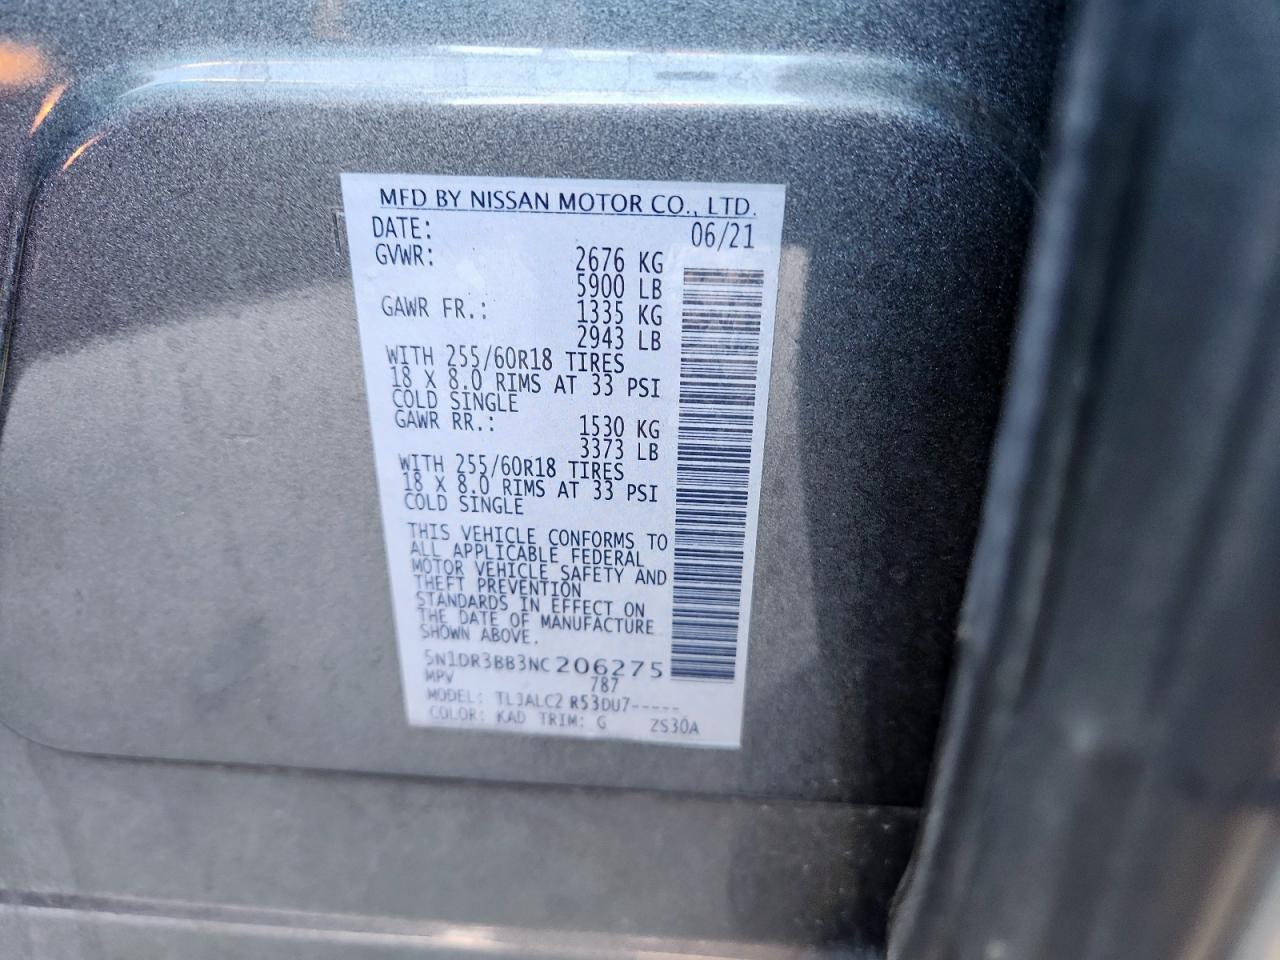 MFD BY NISSAN MOTOR CO., LTD.
DATE: 06/21
GVWR: 2676 KG
5900 LB
GAWR FR.: 1335 KG
2943 LB
WITH 255/60R18 TIRES
18 X 8.0 RIMS AT 33 PSI
COLD SINGLE
GAWR RR.: 1530 KG
3373 LB
WITH 255/60R18 TIRES
18 X 8.0 RIMS AT 33 PSI
COLD SINGLE
THIS VEHICLE CONFORMS TO
ALL APPLICABLE FEDERAL
MOTOR VEHICLE SAFETY AND
THEFT PREVENTION
STANDARDS IN EFFECT ON
THE DATE OF MANUFACTURE
SHOWN ABOVE.
5N1DR3BB3NC206275
MPV 787
MODEL: TL3ALC2 R53DU7-----
COLOR: KAD TRIM: G ZS30A